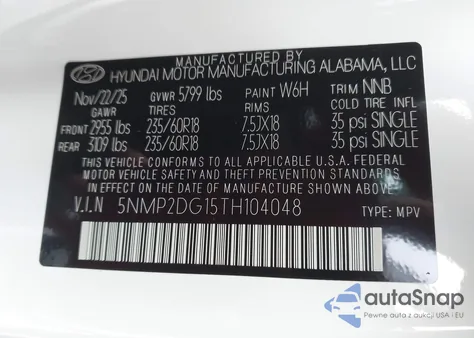 MANUFACTURED BY
HYUNDAI MOTOR MANUFACTURING ALABAMA, LLC
Nov/22/25 GVWR 5799 lbs PAINT W6H TRIM NNB
GAWR TIRES RIMS COLD TIRE INFL
FRONT 2955 lbs 235/60R18 7.5JX18 35 psi SINGLE
REAR 3109 lbs 235/60R18 7.5JX18 35 psi SINGLE
THIS VEHICLE CONFORMS TO ALL APPLICABLE U.S.A. FEDERAL
MOTOR VEHICLE SAFETY AND THEFT PREVENTION STANDARDS
IN EFFECT ON THE DATE OF MANUFACTURE SHOWN ABOVE.
V.I.N 5NMP2DG15TH104048 TYPE: MPV
autoSnap
Pewne auta z aukcji USA i EU